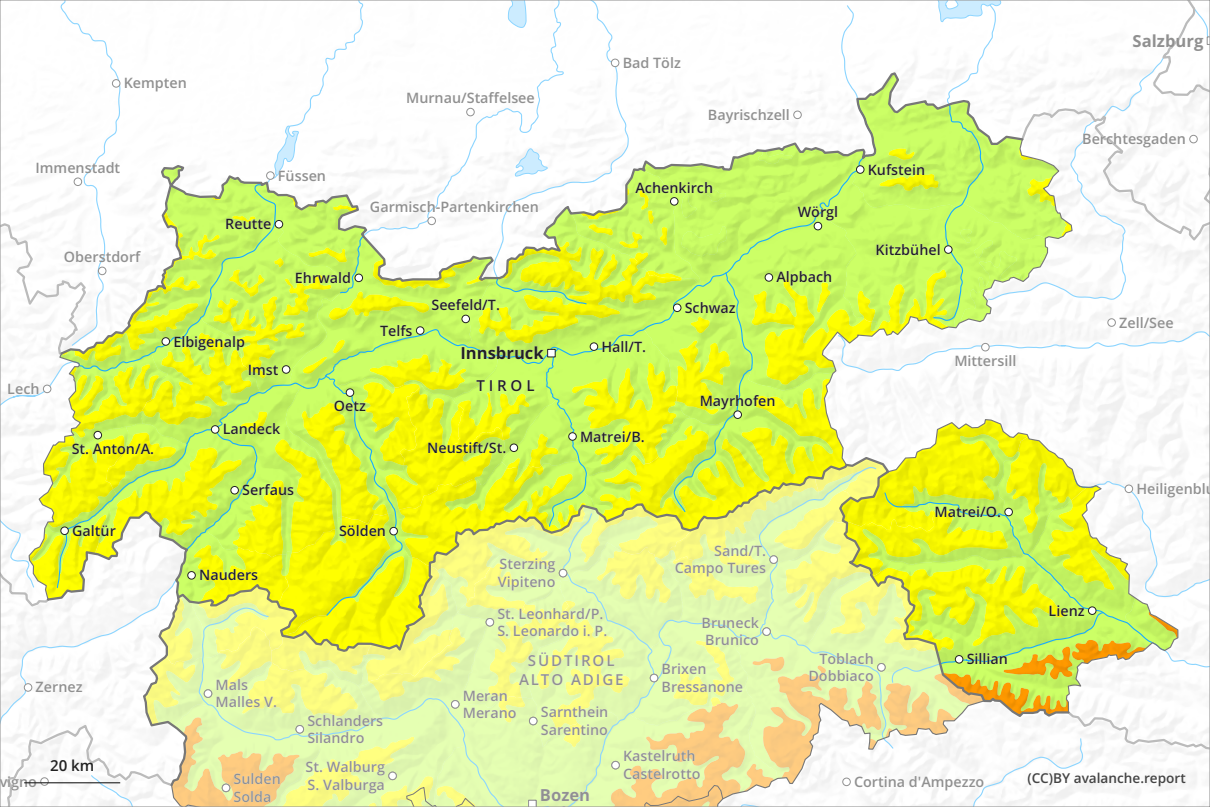 Salzburg
Bad Tölz
Kempten
Murnau/Staffelsee
Bayrischzell
Berchtesgaden
Immenstadt
Füssen
Kufstein
Achenkirch
Garmisch-Partenkirchen
Wörgl
Reutte
Kitzbühel
Oberstdorf
Ehrwald
Alpbach
Seefeld/T.
Schwaz
Telfs
Zell/See
Elbigenalp
Innsbruck
Hall/T.
Mittersill
Imst
TIROL
Lech
Oetz
Mayrhofen
Landeck
Matrei/B.
St. Anton/A.
Neustift/St.
Serfaus
Heiligenblu
Matrei/O.
Galtür
Sölden
Sand/T.
Campo Tures
Sterzing
Vipiteno
Nauders
Lienz
St. Leonhard/P.
S. Leonardo i. P.
Bruneck
Brunico
SÜDTIROL
ALTO ADIGE
Sillian
Toblach
Dobbiaco
Brixen
Bressanone
Zernez
Mals
Malles V.
Meran
Merano
Sarnthein
Sarentino
Schlanders
Silandro
Kastelruth
Castelrotto
20 km
St. Walburg
S. Valburga
Sulden
Solda
vigno
Cortina d'Ampezzo
(CC)BY avalanche.report
Bozen